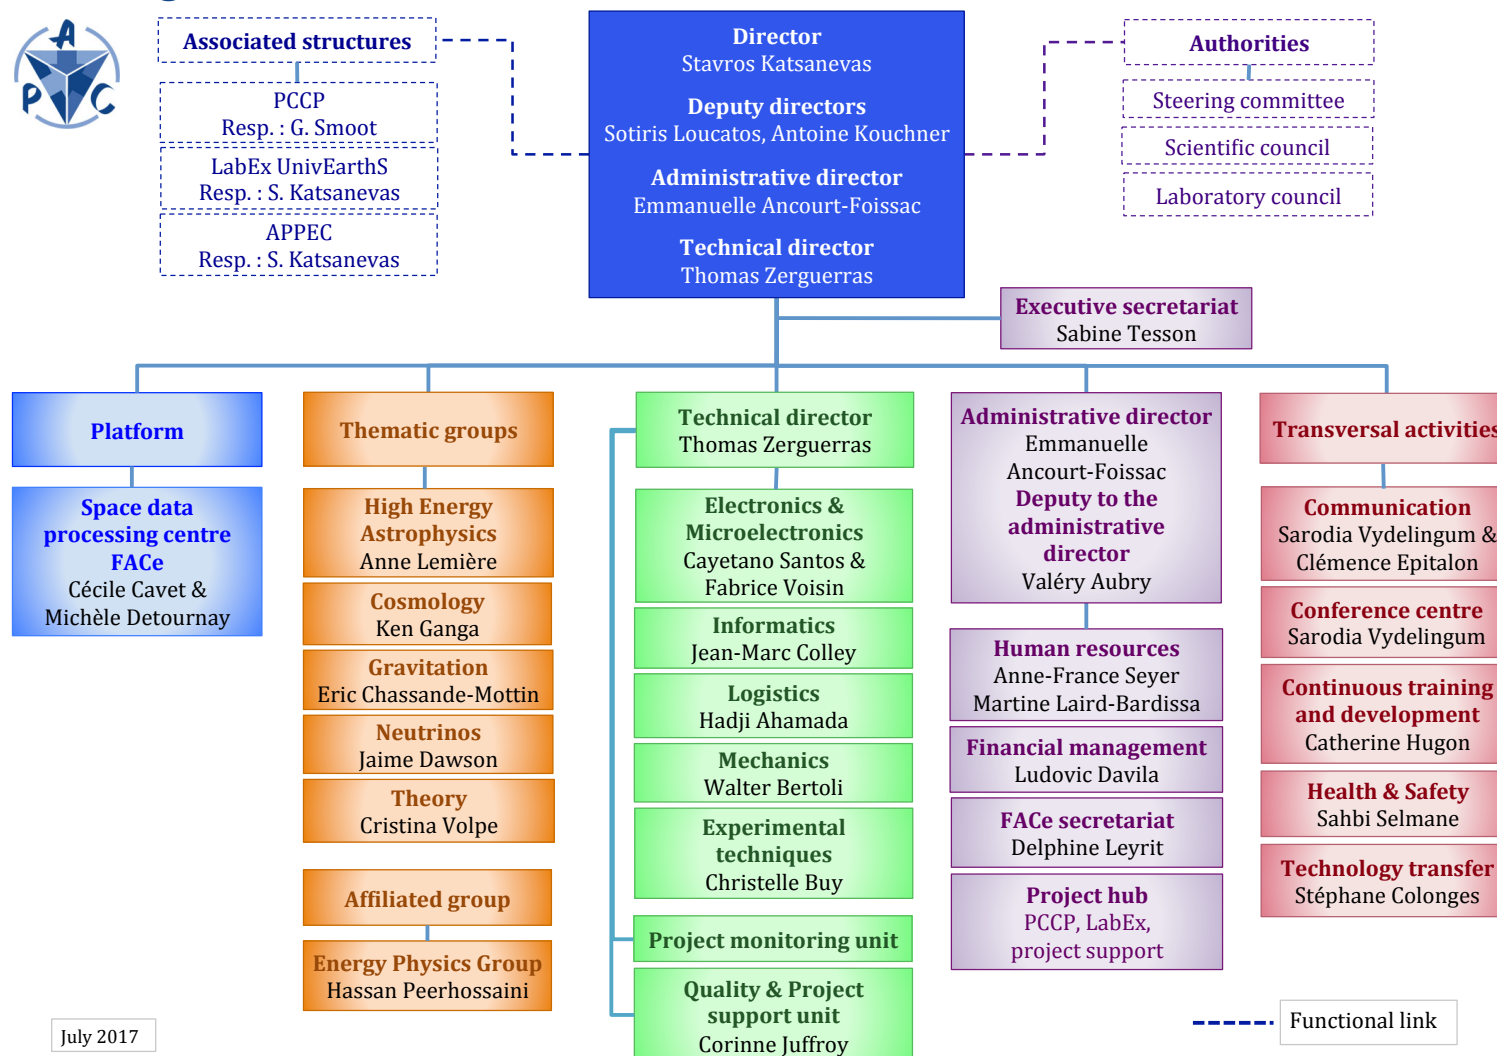 A
P C
Associated structures
PCCP
Resp. : G. Smoot
LabEx UnivEarthS
Resp. : S. Katsanevas
APPEC
Resp. : S. Katsanevas
Director
Stavros Katsanevas
Deputy directors
Sotiris Loucatos, Antoine Kouchner
Administrative director
Emmanuelle Ancourt-Foissac
Technical director
Thomas Zerguerras
Authorities
Steering committee
Scientific council
Laboratory council
Executive secretariat
Sabine Tesson
Platform
Space data
processing centre
FACe
Cécile Cavet &
Michèle Detournay
Thematic groups
High Energy
Astrophysics
Anne Lemière
Cosmology
Ken Ganga
Gravitation
Eric Chassande-Mottin
Neutrinos
Jaime Dawson
Theory
Cristina Volpe
Affiliated group
Energy Physics Group
Hassan Peerhossaini
Technical director
Thomas Zerguerras
Electronics &
Microelectronics
Cayetano Santos &
Fabrice Voisin
Informatics
Jean-Marc Colley
Logistics
Hadji Ahamada
Mechanics
Walter Bertoli
Experimental
techniques
Christelle Buy
Project monitoring unit
Quality & Project
support unit
Corinne Juffroy
Administrative director
Emmanuelle
Ancourt-Foissac
Deputy to the
administrative
director
Valéry Aubry
Human resources
Anne-France Seyer
Martine Laird-Bardissa
Financial management
Ludovic Davila
FACe secretariat
Delphine Leyrit
Project hub
PCCP, LabEx,
project support
Transversal activities
Communication
Sarodia Vydelingum &
Clémence Epitalon
Conference centre
Sarodia Vydelingum
Continuous training
and development
Catherine Hugon
Health & Safety
Sahbi Selmane
Technology transfer
Stéphane Colonges
July 2017
Functional link